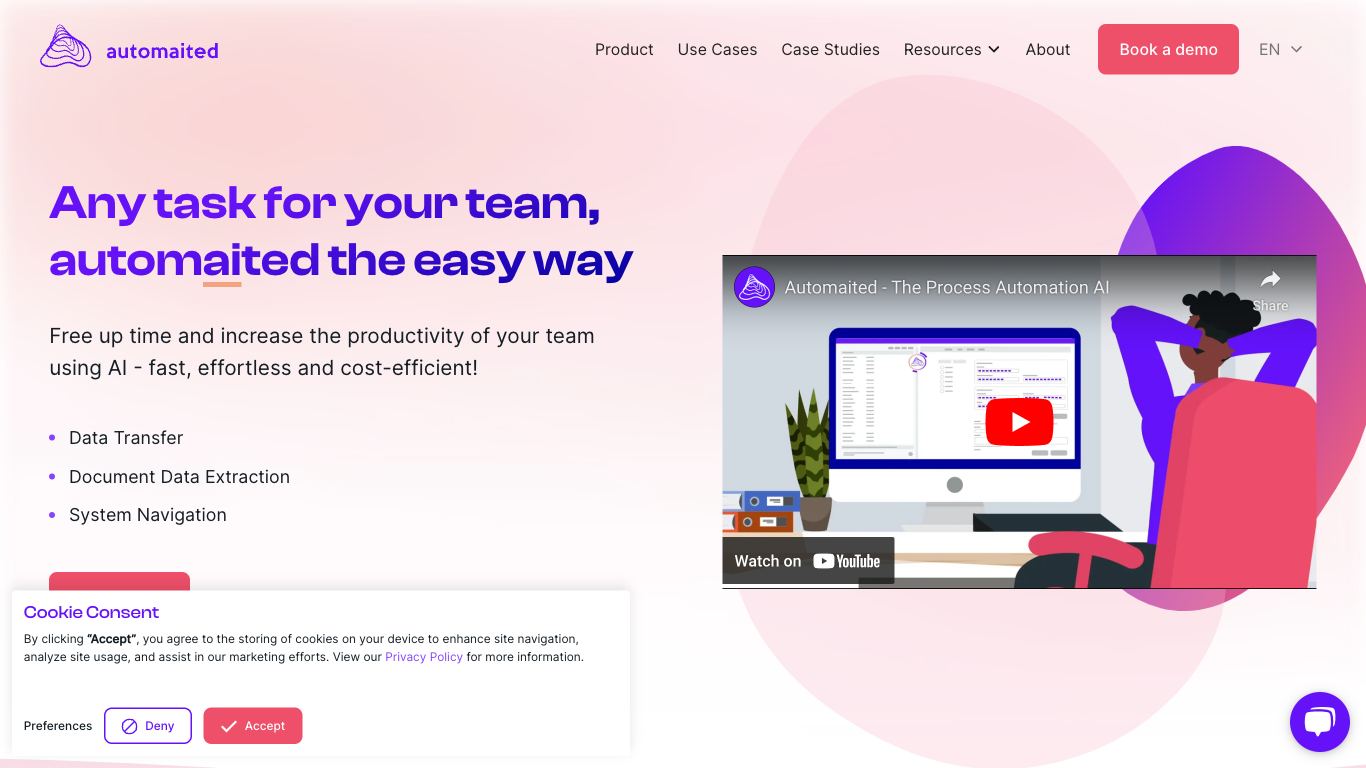 automaited
Product
Use Cases
Case Studies
Resources
About
Book a demo
EN
Any task for your team,
automaited the easy way
Free up time and increase the productivity of your team
using AI - fast, effortless and cost-efficient!
Data Transfer
Document Data Extraction
System Navigation
Automaited - The Process Automation AI
Share
Watch on YouTube
Cookie Consent
By clicking “Accept”, you agree to the storing of cookies on your device to enhance site navigation,
analyze site usage, and assist in our marketing efforts. View our Privacy Policy for more information.
Preferences
Deny
Accept